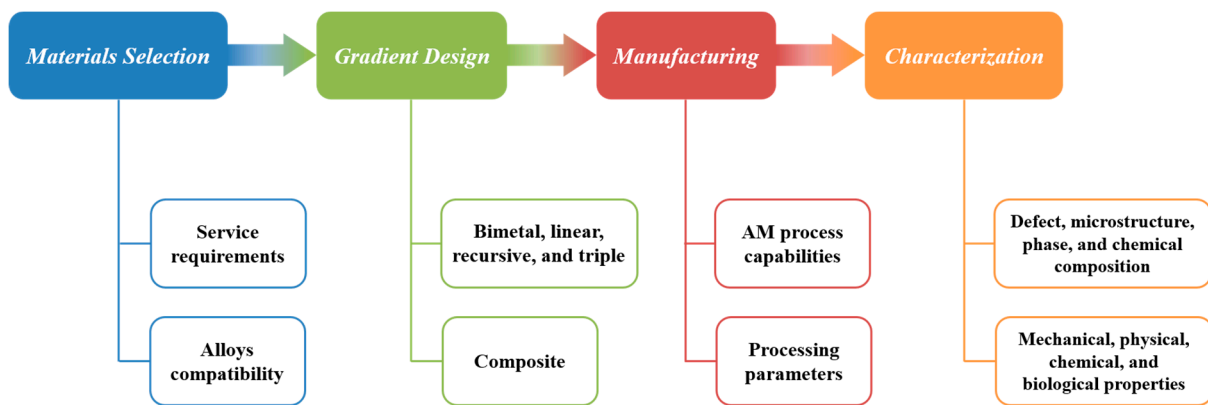 Materials Selection
Gradient Design
Manufacturing
Characterization
Service
requirements
Bimetal, linear,
recursive, and triple
AM process
capabilities
Defect, microstructure,
phase, and chemical
composition
Alloys
compatibility
Composite
Processing
parameters
Mechanical, physical,
chemical, and
biological properties